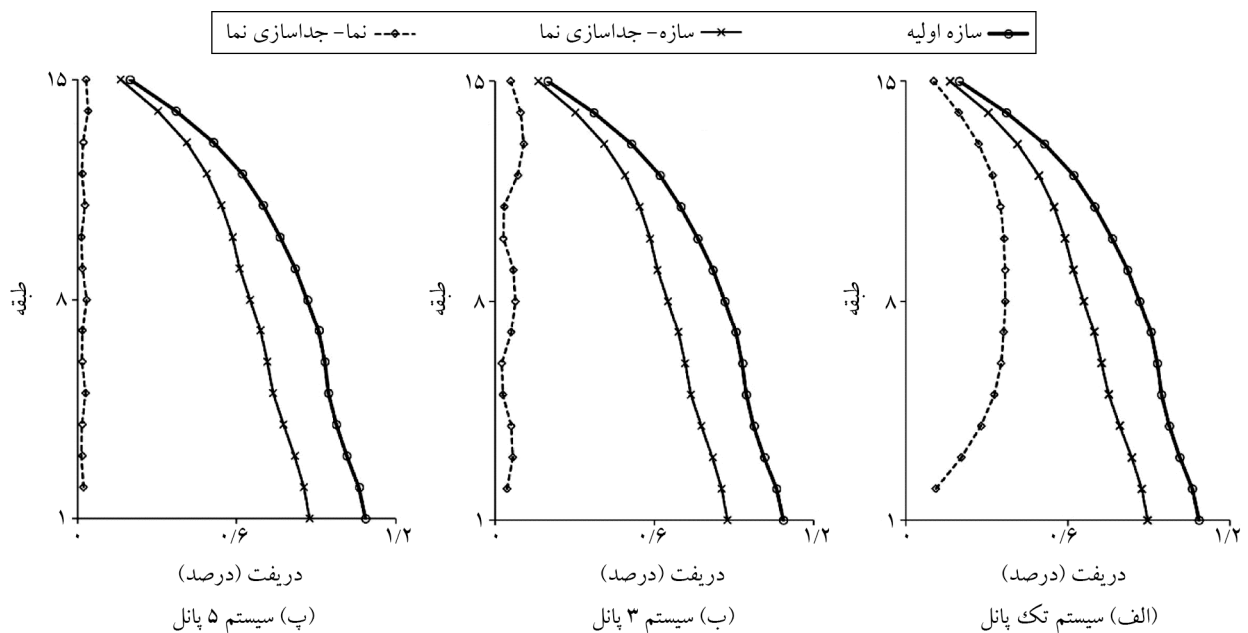 سازه اولیه سازه- جداسازی نما نما- جداسازی نما
۱۵
۸
۱
طبقه
۰ ۰/۶ ۱/۲
دریفت (درصد)
(الف) سیستم تک پانل
۱۵
۸
۱
طبقه
۰ ۰/۶ ۱/۲
دریفت (درصد)
(ب) سیستم ۳ پانل
۱۵
۸
۱
طبقه
۰ ۰/۶ ۱/۲
دریفت (درصد)
(پ) سیستم ۵ پانل